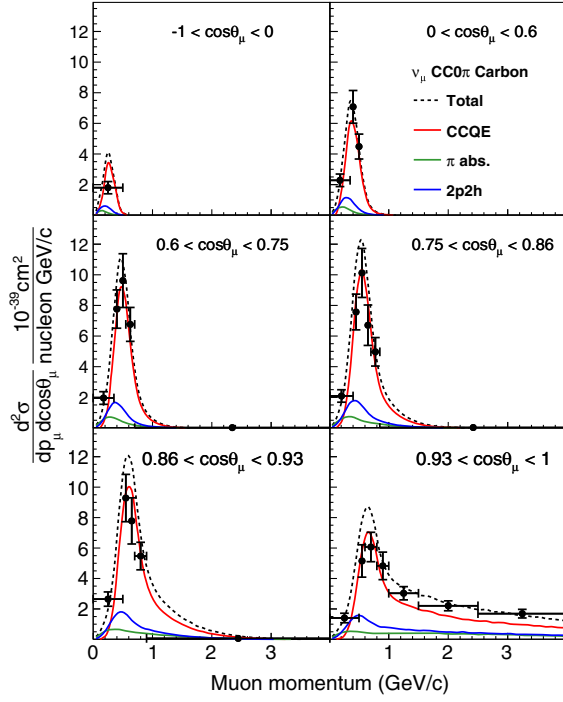 -1 < cosθμ < 0
0 < cosθμ < 0.6
νμ CC0π Carbon
Total
CCQE
π abs.
2p2h
12
10
8
6
4
2
0.6 < cosθμ < 0.75
0.75 < cosθμ < 0.86
12
10
8
6
4
2
0.86 < cosθμ < 0.93
0.93 < cosθμ < 1
12
10
8
6
4
2
0 1 2 3 0 1 2 3
Muon momentum (GeV/c)
d²σ / dpμ dcosθμ 10⁻³⁹cm² / nucleon GeV/c